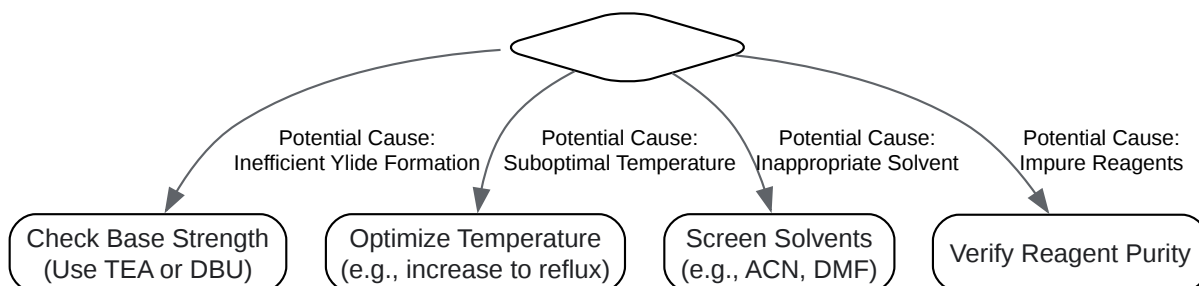 Potential Cause:
Inefficient Ylide Formation
Potential Cause:
Suboptimal Temperature
Potential Cause:
Inappropriate Solvent
Potential Cause:
Impure Reagents
Check Base Strength
(Use TEA or DBU)
Optimize Temperature
(e.g., increase to reflux)
Screen Solvents
(e.g., ACN, DMF)
Verify Reagent Purity